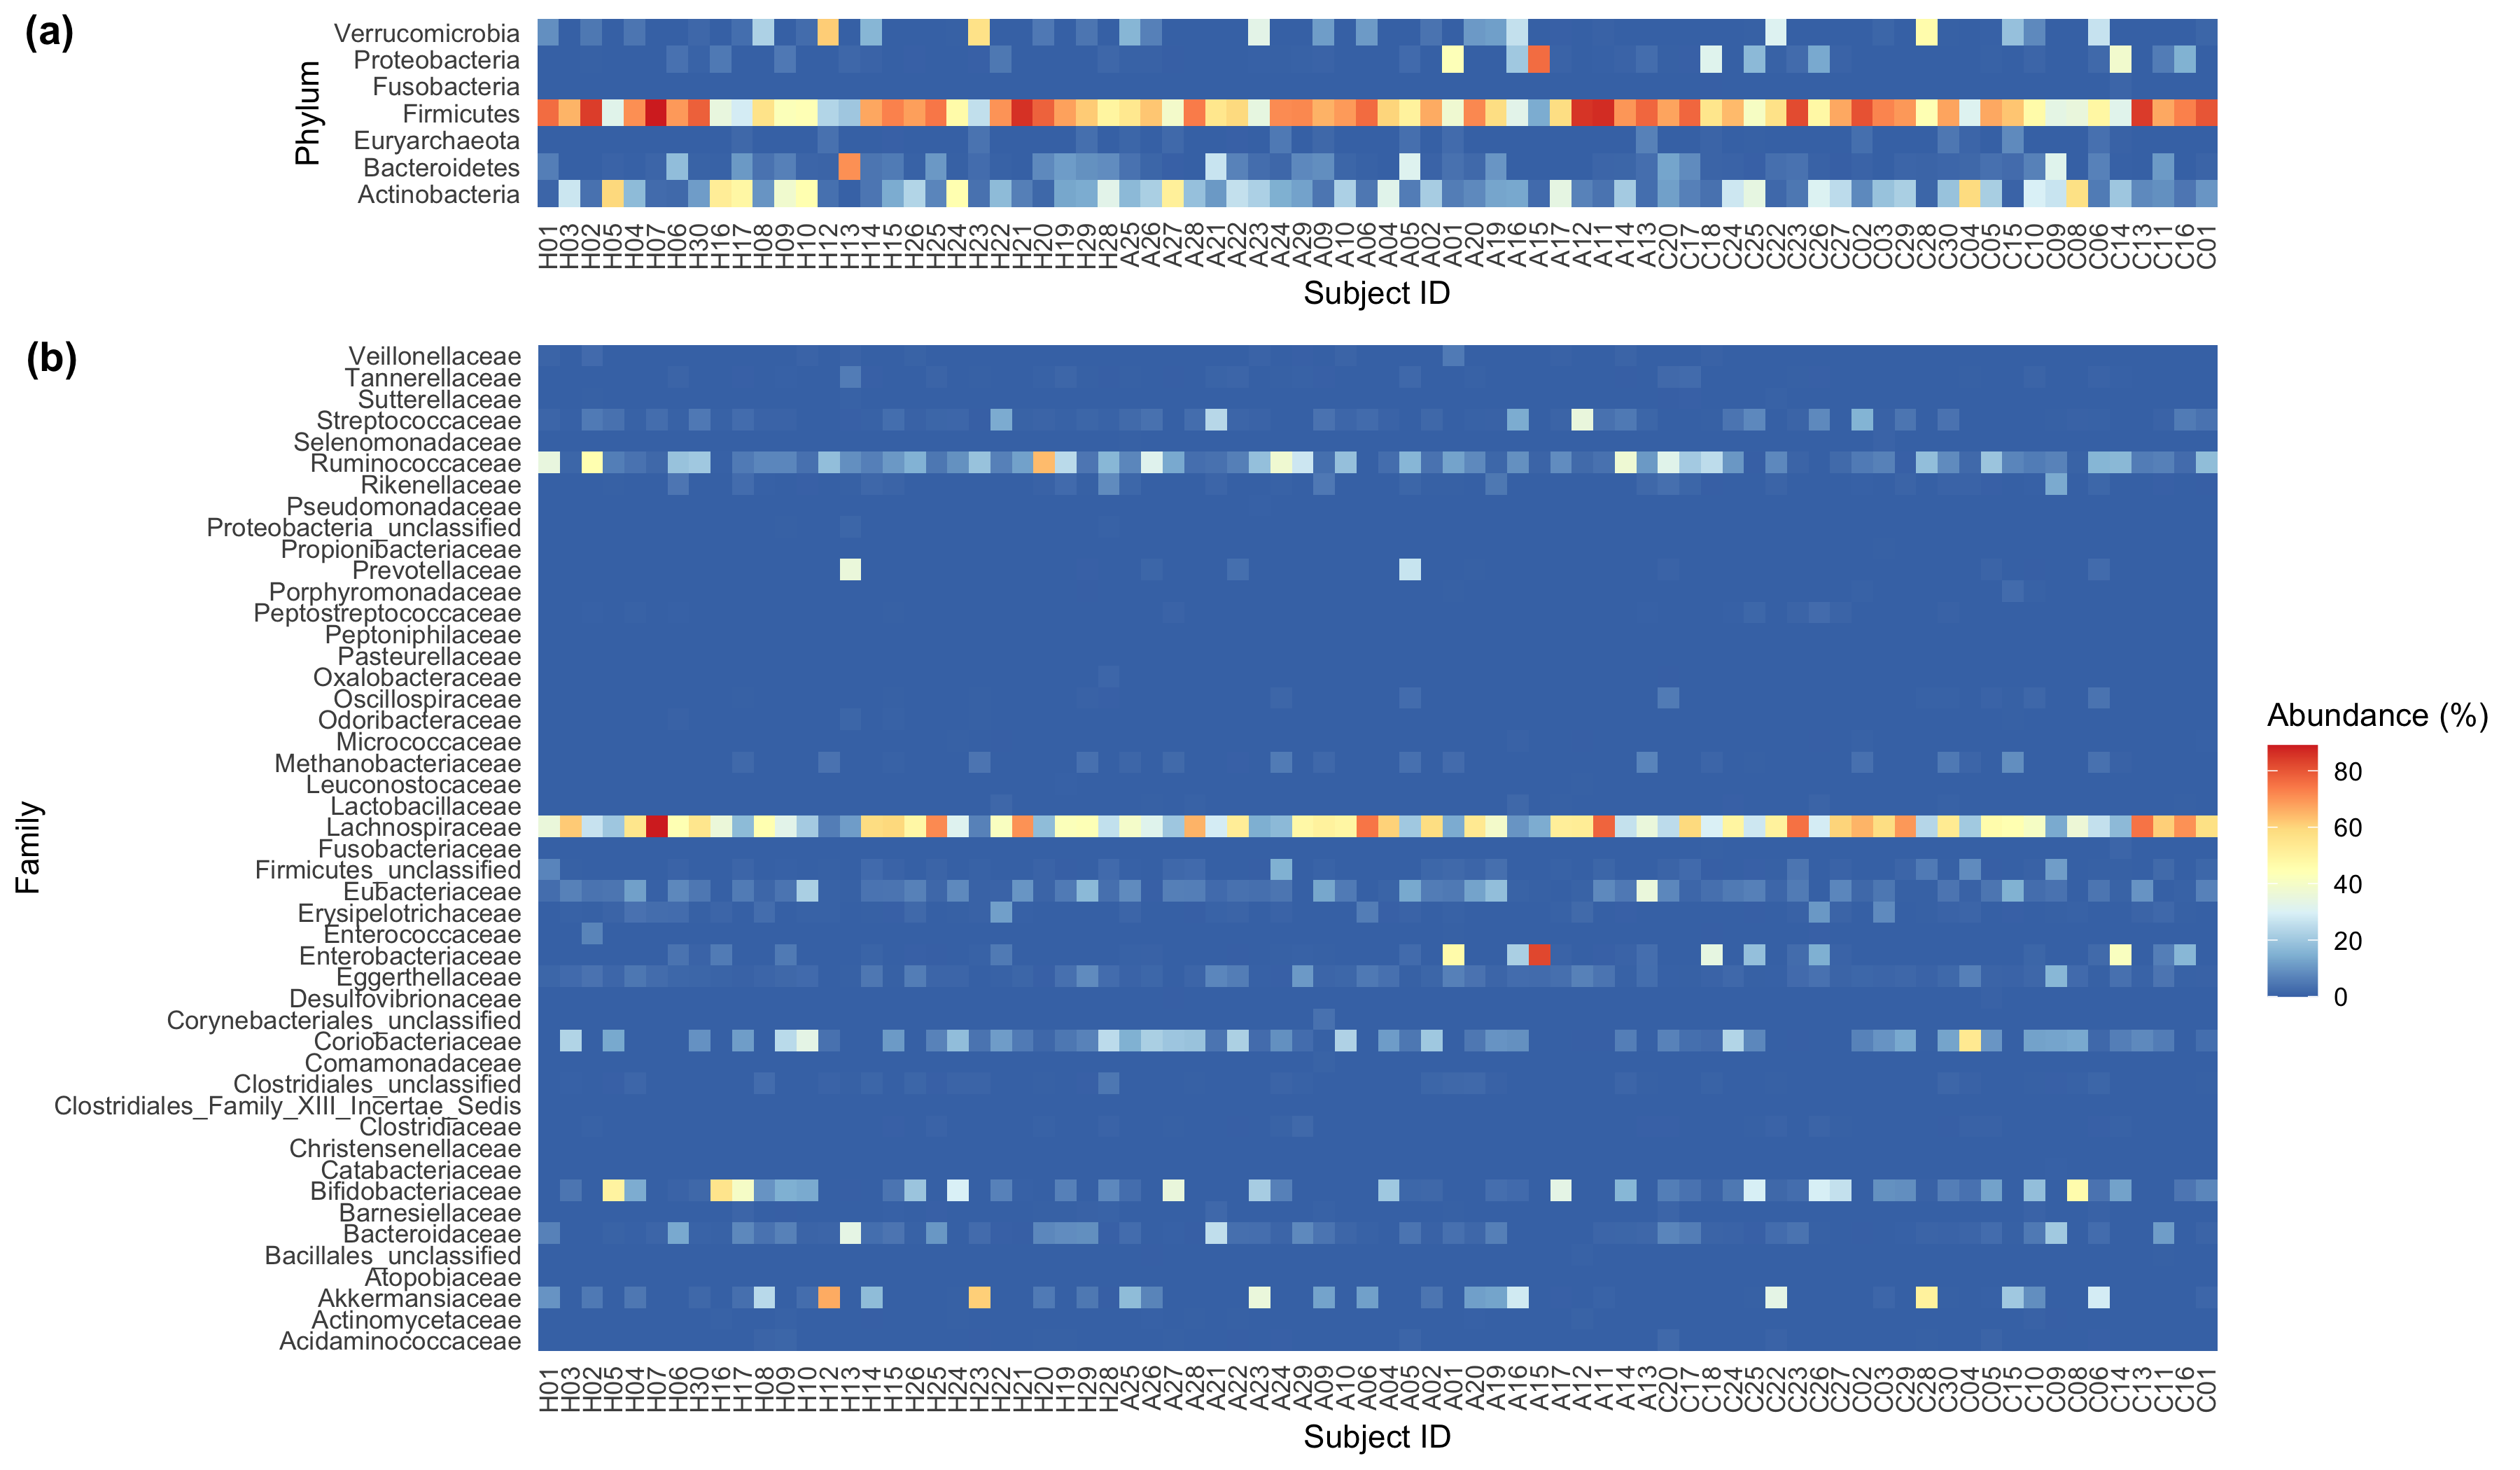 (a)
Phylum
Verrucomicrobia
Proteobacteria
Fusobacteria
Firmicutes
Euryarchaeota
Bacteroidetes
Actinobacteria
H01 H03 H02 H05 H04 H07 H06 H30 H16 H17 H08 H09 H10 H12 H13 H14 H15 H26 H25 H24 H23 H22 H21 H20 H19 H29 H28 A25 A26 A27 A28 A21 A22 A23 A24 A29 A09 A10 A06 A04 A05 A02 A01 A20 A19 A16 A15 A17 A12 A11 A14 A13 C20 C17 C18 C24 C25 C22 C23 C26 C27 C02 C03 C29 C28 C30 C04 C05 C15 C10 C09 C08 C06 C14 C13 C11 C16 C01
Subject ID
(b)
Family
Veillonellaceae
Tannerellaceae
Sutterellaceae
Streptococcaceae
Selenomonadaceae
Ruminococcaceae
Rikenellaceae
Pseudomonadaceae
Proteobacteria_unclassified
Propionibacteriaceae
Prevotellaceae
Porphyromonadaceae
Peptostreptococcaceae
Peptoniphilaceae
Pasteurellaceae
Oxalobacteraceae
Oscillospiraceae
Odoribacteraceae
Micrococcaceae
Methanobacteriaceae
Leuconostocaceae
Lactobacillaceae
Lachnospiraceae
Fusobacteriaceae
Firmicutes_unclassified
Eubacteriaceae
Erysipelotrichaceae
Enterococcaceae
Enterobacteriaceae
Eggerthellaceae
Desulfovibrionaceae
Corynebacteriales_unclassified
Coriobacteriaceae
Comamonadaceae
Clostridiales_unclassified
Clostridiales_Family_XIII_Incertae_Sedis
Clostridiaceae
Christensenellaceae
Catabacteriaceae
Bifidobacteriaceae
Barnesiellaceae
Bacteroidaceae
Bacillales_unclassified
Atopobiaceae
Akkermansiaceae
Actinomycetaceae
Acidaminococcaceae
H01 H03 H02 H05 H04 H07 H06 H30 H16 H17 H08 H09 H10 H12 H13 H14 H15 H26 H25 H24 H23 H22 H21 H20 H19 H29 H28 A25 A26 A27 A28 A21 A22 A23 A24 A29 A09 A10 A06 A04 A05 A02 A01 A20 A19 A16 A15 A17 A12 A11 A14 A13 C20 C17 C18 C24 C25 C22 C23 C26 C27 C02 C03 C29 C28 C30 C04 C05 C15 C10 C09 C08 C06 C14 C13 C11 C16 C01
Subject ID
Abundance (%)
80
60
40
20
0